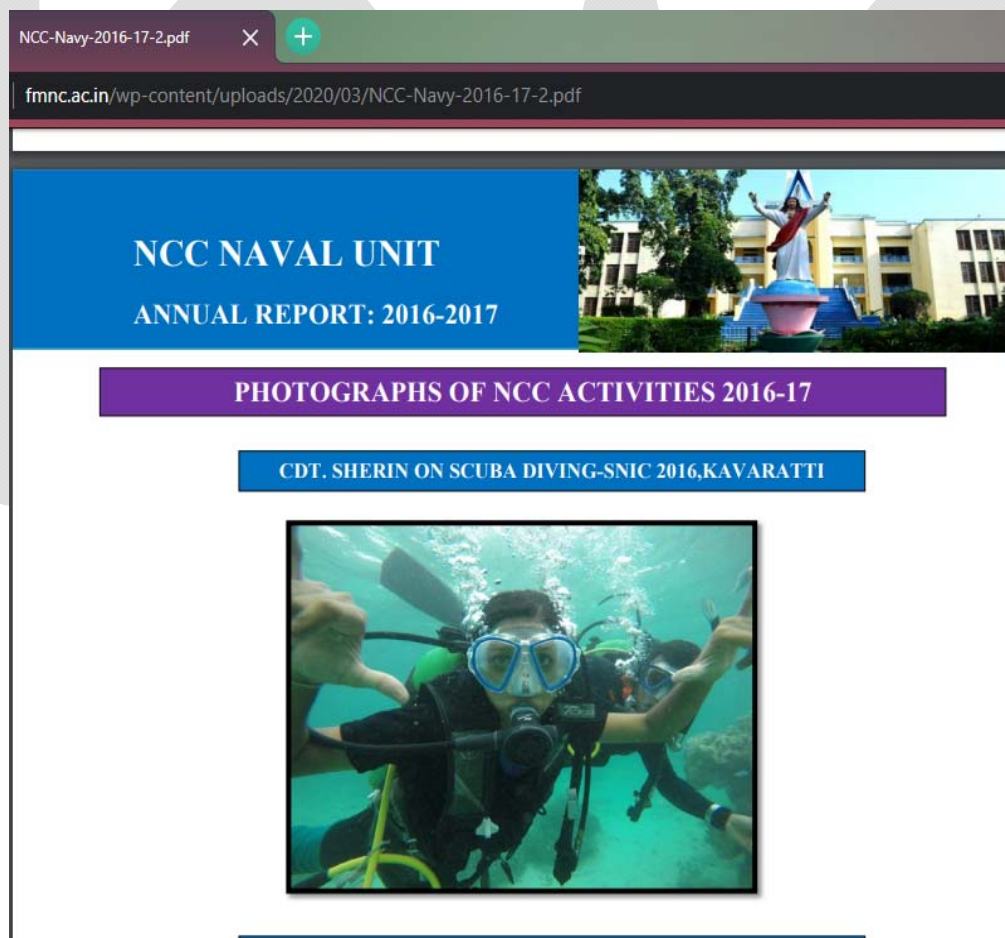 NCC-Navy-2016-17-2.pdf
fmnc.ac.in/wp-content/uploads/2020/03/NCC-Navy-2016-17-2.pdf
NCC NAVAL UNIT
ANNUAL REPORT: 2016-2017
PHOTOGRAPHS OF NCC ACTIVITIES 2016-17
CDT. SHERIN ON SCUBA DIVING-SNIC 2016,KAVARATTI